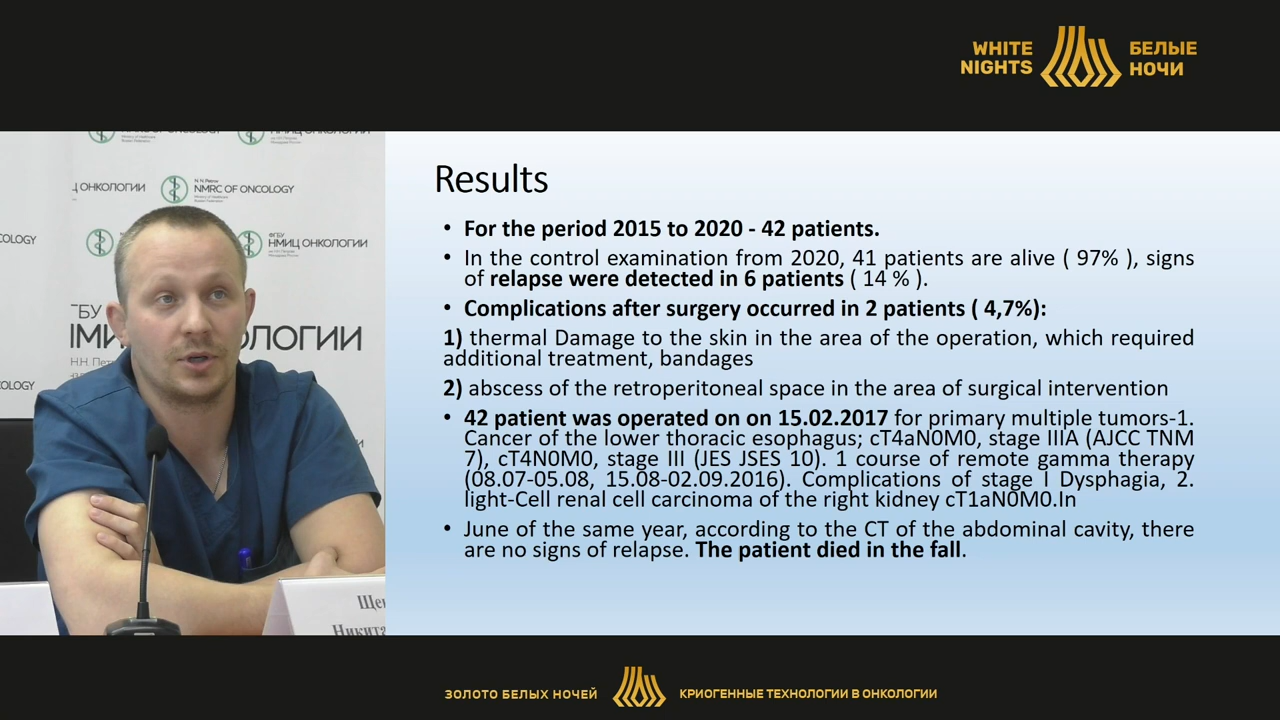 WHITE
NIGHTS
БЕЛЫЕ
НОЧИ
Ц ОНКОЛОГИИ
N.N. Petrov
NMRC OF ONCOLOGY
COLOGY
ФГБУ
НМИЦ ОНКОЛОГИИ
COLOGY
Results
• For the period 2015 to 2020 - 42 patients.
• In the control examination from 2020, 41 patients are alive ( 97% ), signs
of relapse were detected in 6 patients ( 14 % ).
• Complications after surgery occurred in 2 patients ( 4,7%):
1) thermal Damage to the skin in the area of the operation, which required
additional treatment, bandages
2) abscess of the retroperitoneal space in the area of surgical intervention
• 42 patient was operated on on 15.02.2017 for primary multiple tumors-1.
Cancer of the lower thoracic esophagus; cT4aN0M0, stage IIIA (AJCC TNM
7), cT4N0M0, stage III (JES JSES 10). 1 course of remote gamma therapy
(08.07-05.08, 15.08-02.09.2016). Complications of stage I Dysphagia, 2.
light-Cell renal cell carcinoma of the right kidney cT1aN0M0.In
• June of the same year, according to the CT of the abdominal cavity, there
are no signs of relapse. The patient died in the fall.
Никита
ЗОЛОТО БЕЛЫХ НОЧЕЙ
КРИОГЕННЫЕ ТЕХНОЛОГИИ В ОНКОЛОГИИ